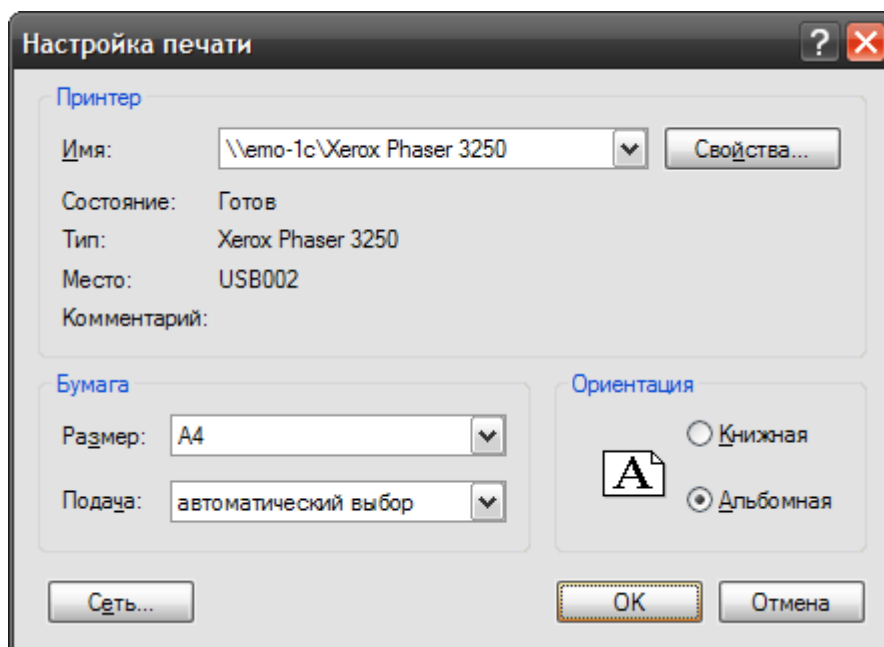 Настройка печати
Принтер
Имя: \\emo-1c\Xerox Phaser 3250 Свойства...
Состояние: Готов
Тип: Xerox Phaser 3250
Место: USB002
Комментарий:
Бумага
Размер: A4
Подача: автоматический выбор
Ориентация
A
Книжная
Альбомная
Сеть... OK Отмена